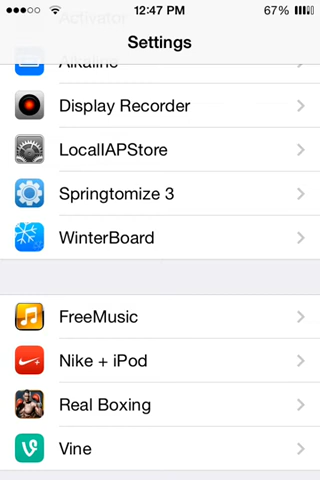 12:47 PM
67%
Activator
Settings
Alkaline
Display Recorder
LocalIAPStore
Springtomize 3
WinterBoard
FreeMusic
Nike + iPod
Real Boxing
Vine